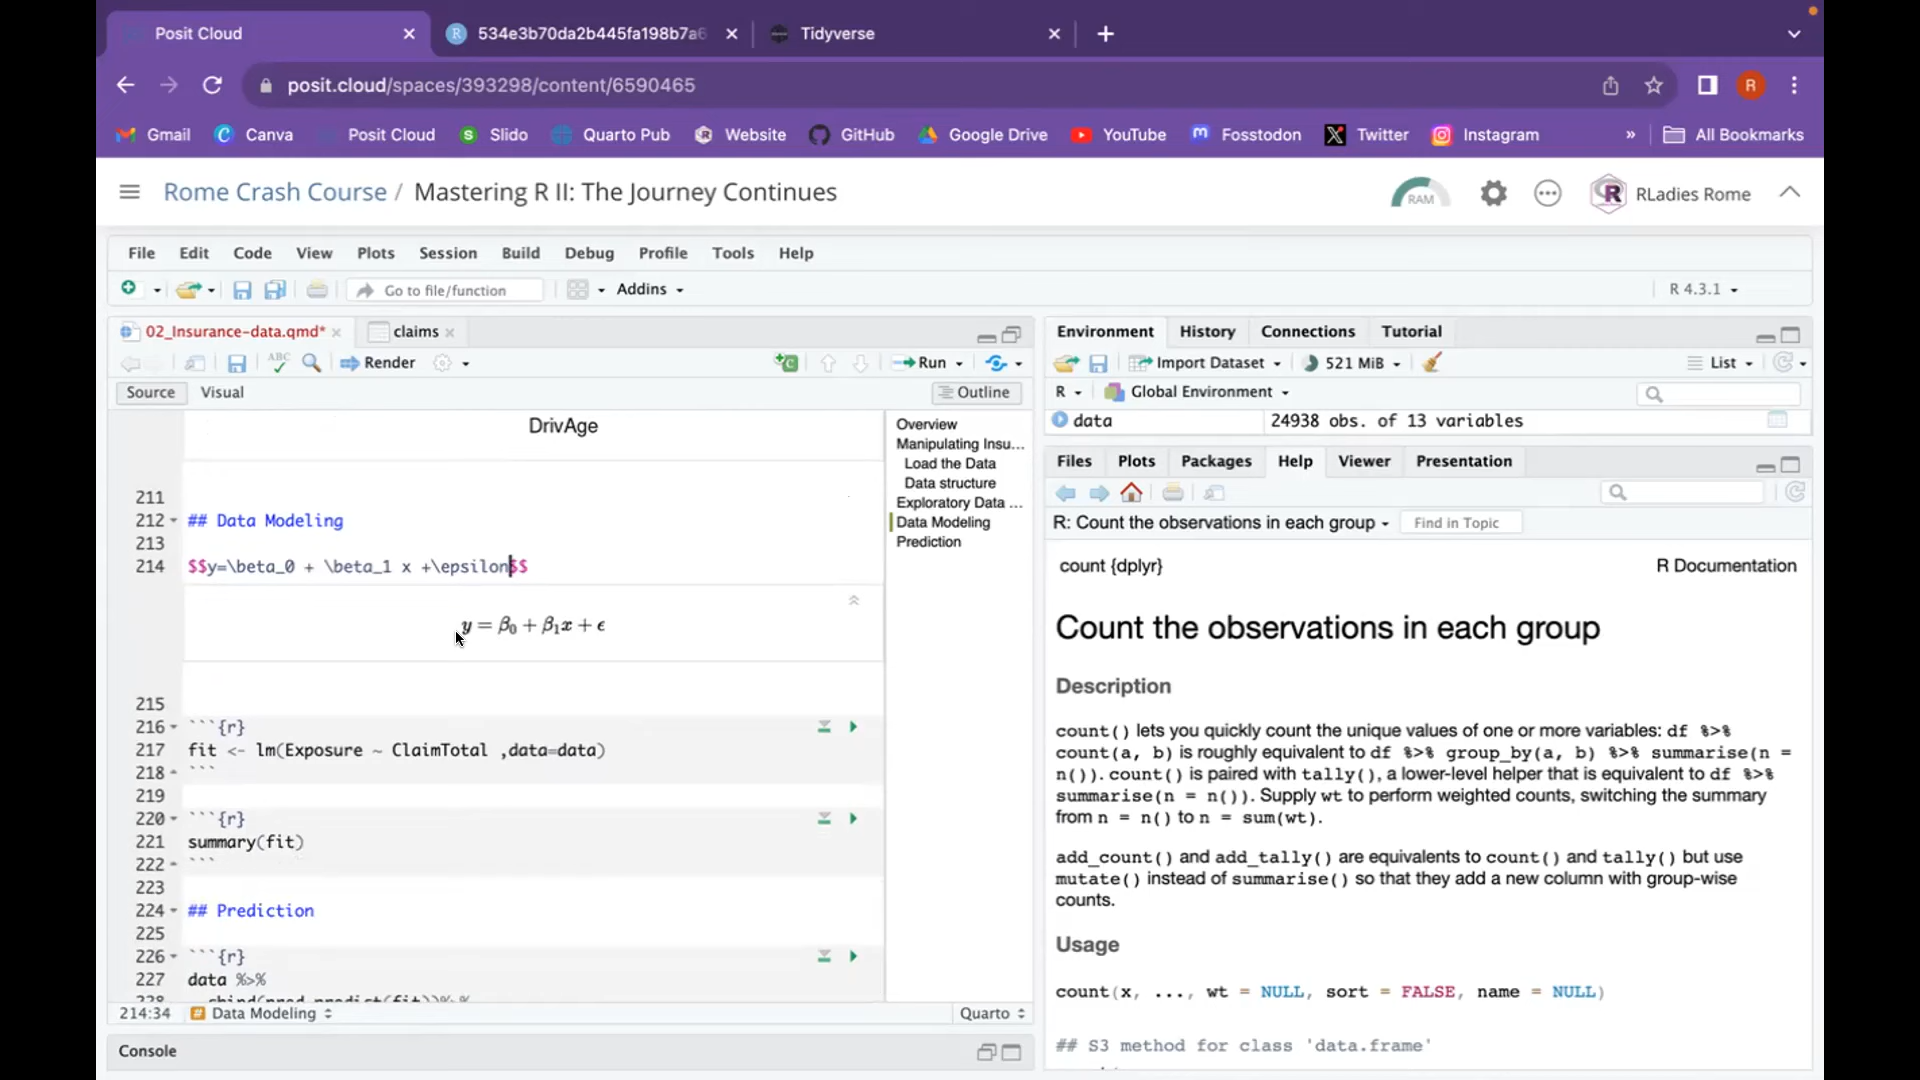 Posit Cloud
534e3b70da2b445fa198b7a6
Tidyverse
posit.cloud/spaces/393298/content/6590465
R
Gmail
Canva
Posit Cloud
Slido
Quarto Pub
Website
GitHub
Google Drive
YouTube
Fosstodon
Twitter
Instagram
»
All Bookmarks
Rome Crash Course / Mastering R II: The Journey Continues
RAM
RLadies Rome
File Edit Code View Plots Session Build Debug Profile Tools Help
Go to file/function
Addins
R 4.3.1
02_Insurance-data.qmd*
claims
ABC
Render
Run
Source
Visual
Outline
DrivAge
211
212 ## Data Modeling
213
214 $$y=\beta_0 + \beta_1 x +\epsilon$$
y = β0 + β1x + ϵ
215
216 ```{r}
217 fit <- lm(Exposure ~ ClaimTotal ,data=data)
218 ```
219
220 ```{r}
221 summary(fit)
222 ```
223
224 ## Prediction
225
226 ```{r}
227 data %>%
228 cbind(pred=predict(fit))%>%
214:34
# Data Modeling
Quarto
Console
Overview
Manipulating Insu...
Load the Data
Data structure
Exploratory Data ...
Data Modeling
Prediction
Environment History Connections Tutorial
Import Dataset
521 MiB
List
R
Global Environment
data
24938 obs. of 13 variables
Files Plots Packages Help Viewer Presentation
R: Count the observations in each group
Find in Topic
count {dplyr}
R Documentation
Count the observations in each group
Description
count() lets you quickly count the unique values of one or more variables: df %>%
count(a, b) is roughly equivalent to df %>% group_by(a, b) %>% summarise(n =
n()). count() is paired with tally(), a lower-level helper that is equivalent to df %>%
summarise(n = n()). Supply wt to perform weighted counts, switching the summary
from n = n() to n = sum(wt).
add_count() and add_tally() are equivalents to count() and tally() but use
mutate() instead of summarise() so that they add a new column with group-wise
counts.
Usage
count(x, ..., wt = NULL, sort = FALSE, name = NULL)
## S3 method for class 'data.frame'